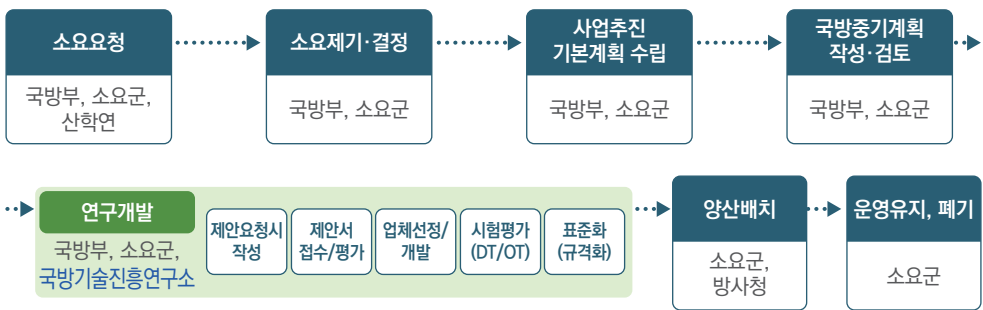 소요요청
국방부, 소요군,
산학연
소요제기·결정
국방부, 소요군
사업추진
기본계획 수립
국방부, 소요군
국방중기계획
작성·검토
국방부, 소요군
연구개발
국방부, 소요군,
국방기술진흥연구소
제안요청시
작성
제안서
접수/평가
업체선정/
개발
시험평가
(DT/OT)
표준화
(규격화)
양산배치
소요군,
방사청
운영유지, 폐기
소요군